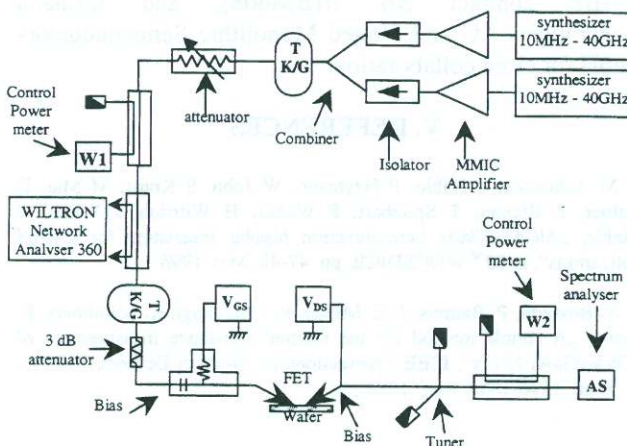 synthesizer
10MHz - 40GHz
synthesizer
10MHz - 40GHz
T
K/G
attenuator
Combiner
Isolator
MMIC
Amplifier
Control
Power
meter
W1
WILTRON
Network
Analyser 360
T
K/G
3 dB
attenuator
Bias
VGS
VDS
FET
Wafer
Bias
Tuner
Control
Power
meter
W2
Spectrum
analyser
AS